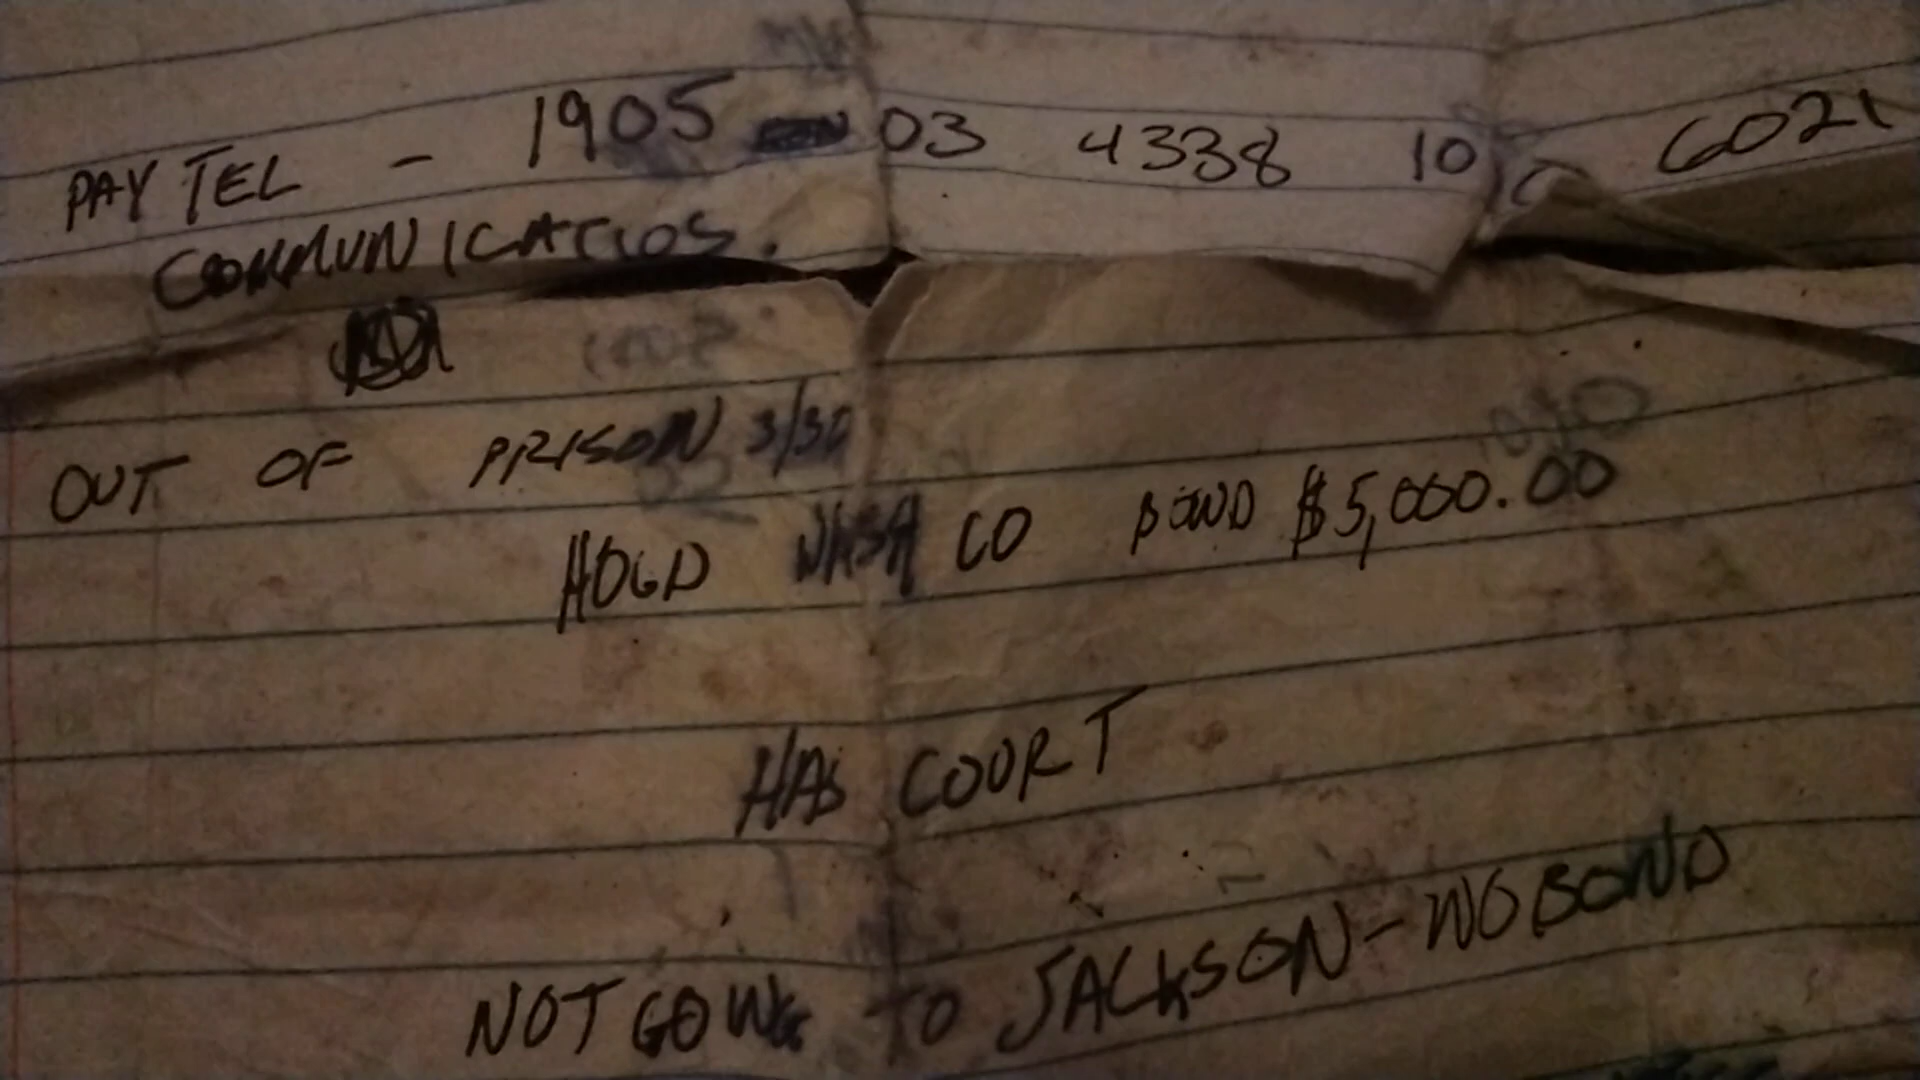 PAY TEL - 1905 03 4338 10 6021
COMMUNICATIOS.
OUT OF PRISON 3/30
HOLD NASH CO BOND $5,000.00
HAS COURT
NOT GOING TO JACKSON - NO BOND